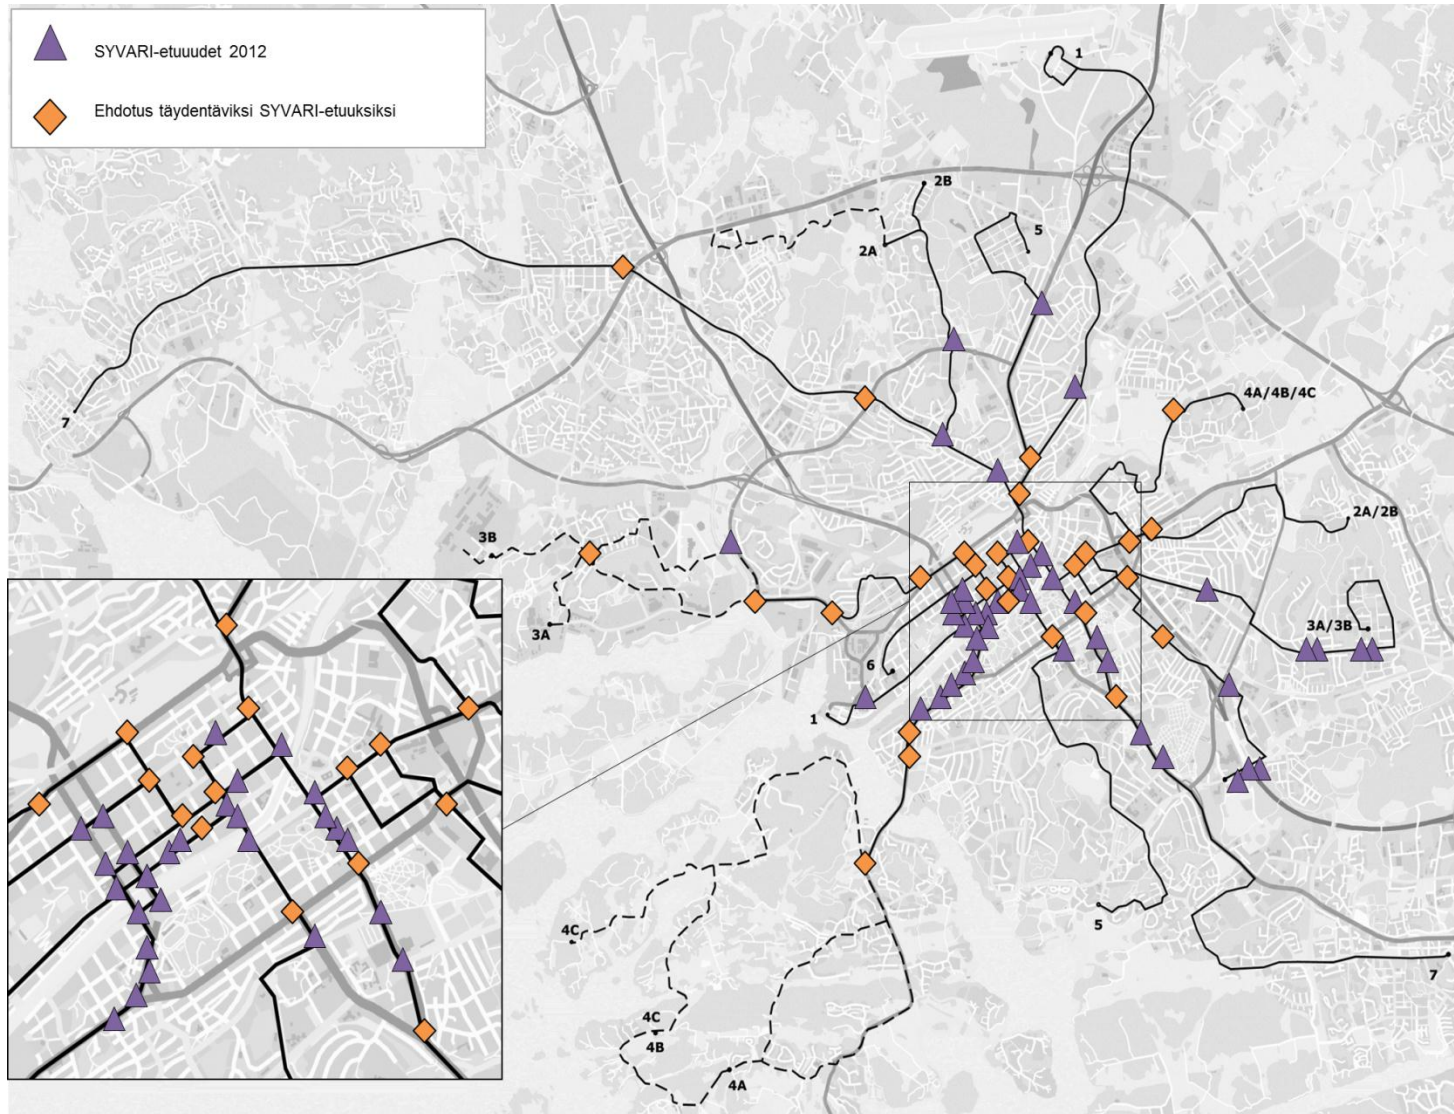 SYVARI-etuuudet 2012
Ehdotus täydentäviksi SYVARI-etuuksiksi
1
2B
5
2A
7
4A/4B/4C
2A/2B
3B
3A
3A/3B
6
1
4C
5
7
4C
4B
4A